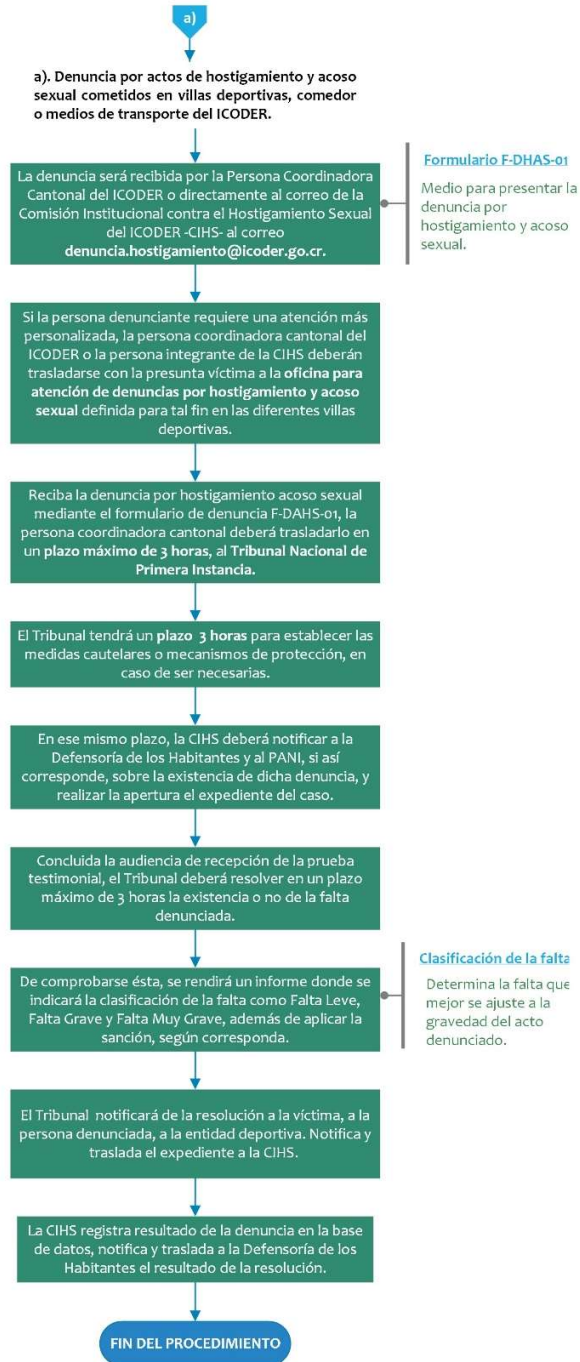 a)
a). Denuncia por actos de hostigamiento y acoso
sexual cometidos en villas deportivas, comedor
o medios de transporte del ICODER.
La denuncia será recibida por la Persona Coordinadora
Cantonal del ICODER o directamente al correo de la
Comisión Institucional contra el Hostigamiento Sexual
del ICODER -CIHS- al correo
denuncia.hostigamiento@icoder.go.cr.
Formulario F-DHAS-01
Medio para presentar la
denuncia por
hostigamiento y acoso
sexual.
Si la persona denunciante requiere una atención más
personalizada, la persona coordinadora cantonal del
ICODER o la persona integrante de la CIHS deberán
trasladarse con la presunta víctima a la oficina para
atención de denuncias por hostigamiento y acoso
sexual definida para tal fin en las diferentes villas
deportivas.
Reciba la denuncia por hostigamiento acoso sexual
mediante el formulario de denuncia F-DAHS-01, la
persona coordinadora cantonal deberá trasladarlo en
un plazo máximo de 3 horas, al Tribunal Nacional de
Primera Instancia.
El Tribunal tendrá un plazo 3 horas para establecer las
medidas cautelares o mecanismos de protección, en
caso de ser necesarias.
En ese mismo plazo, la CIHS deberá notificar a la
Defensoría de los Habitantes y al PANI, si así
corresponde, sobre la existencia de dicha denuncia, y
realizar la apertura el expediente del caso.
Concluida la audiencia de recepción de la prueba
testimonial, el Tribunal deberá resolver en un plazo
máximo de 3 horas la existencia o no de la falta
denunciada.
De comprobarse ésta, se rendirá un informe donde se
indicará la clasificación de la falta como Falta Leve,
Falta Grave y Falta Muy Grave, además de aplicar la
sanción, según corresponda.
Clasificación de la falta
Determina la falta que
mejor se ajuste a la
gravedad del acto
denunciado.
El Tribunal notificará de la resolución a la víctima, a la
persona denunciada, a la entidad deportiva. Notifica y
traslada el expediente a la CIHS.
La CIHS registra resultado de la denuncia en la base
de datos, notifica y traslada a la Defensoría de los
Habitantes el resultado de la resolución.
FIN DEL PROCEDIMIENTO